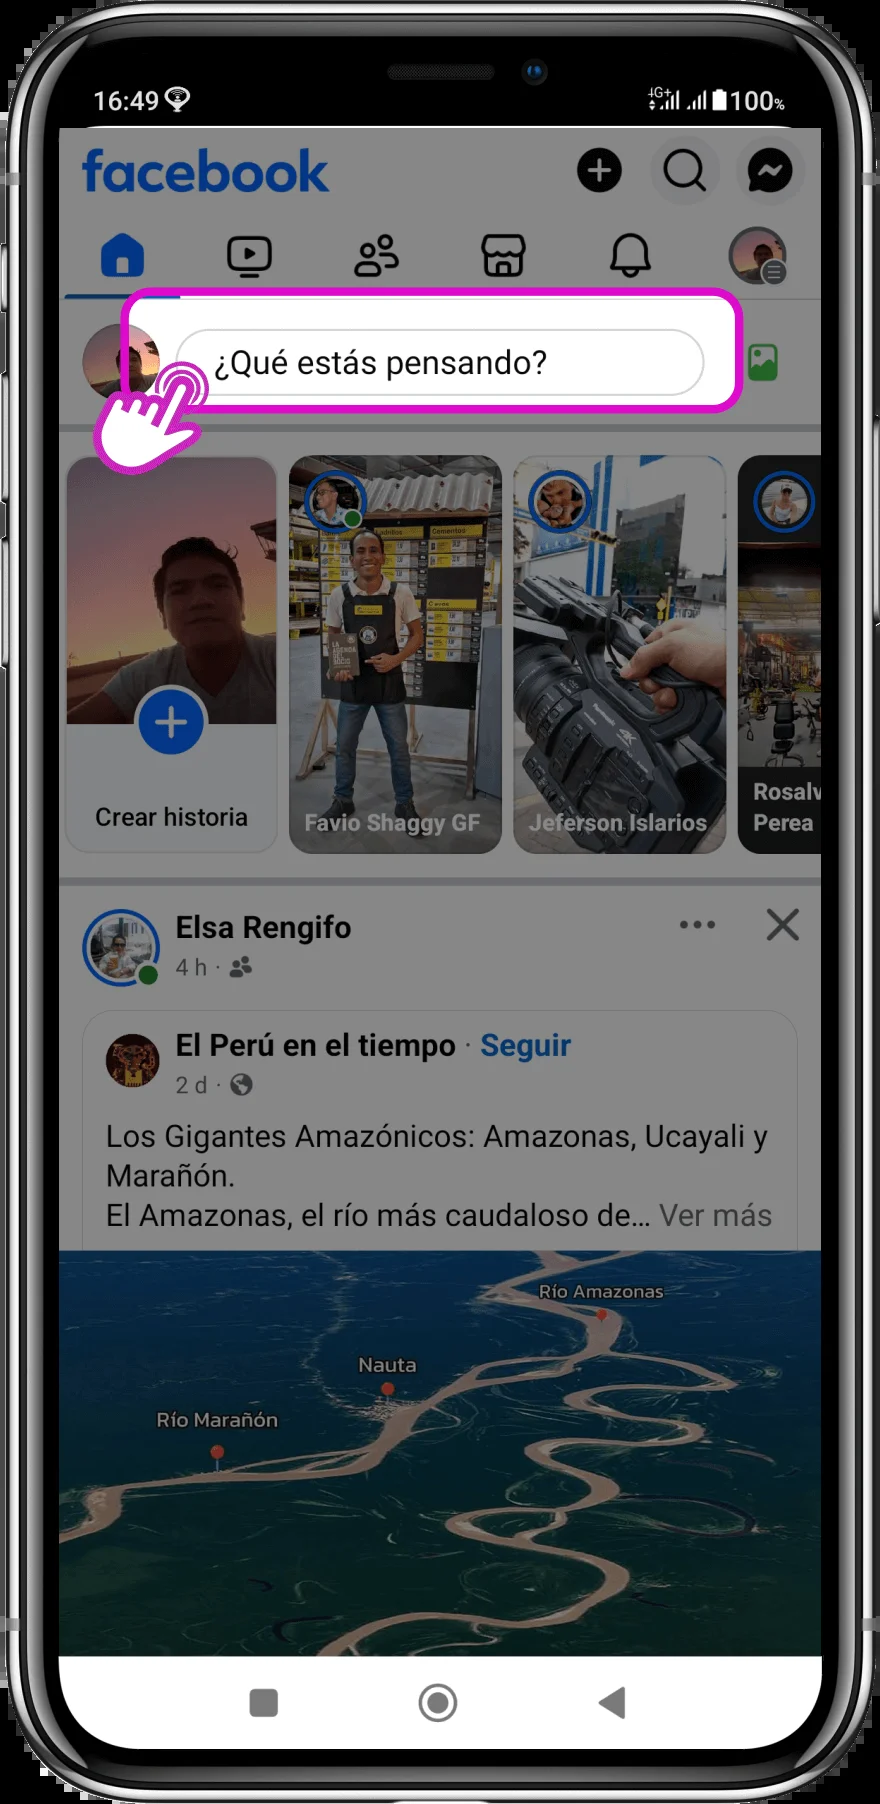 16:49
4G+
100%
facebook
¿Qué estás pensando?
Cementos
Crear historia
Favio Shaggy GF
Jeferson Islarios
Rosalv
Perea
Elsa Rengifo
4 h ·
El Perú en el tiempo · Seguir
2 d ·
Los Gigantes Amazónicos: Amazonas, Ucayali y
Marañón.
El Amazonas, el río más caudaloso de... Ver más
Río Amazonas
Nauta
Río Marañón